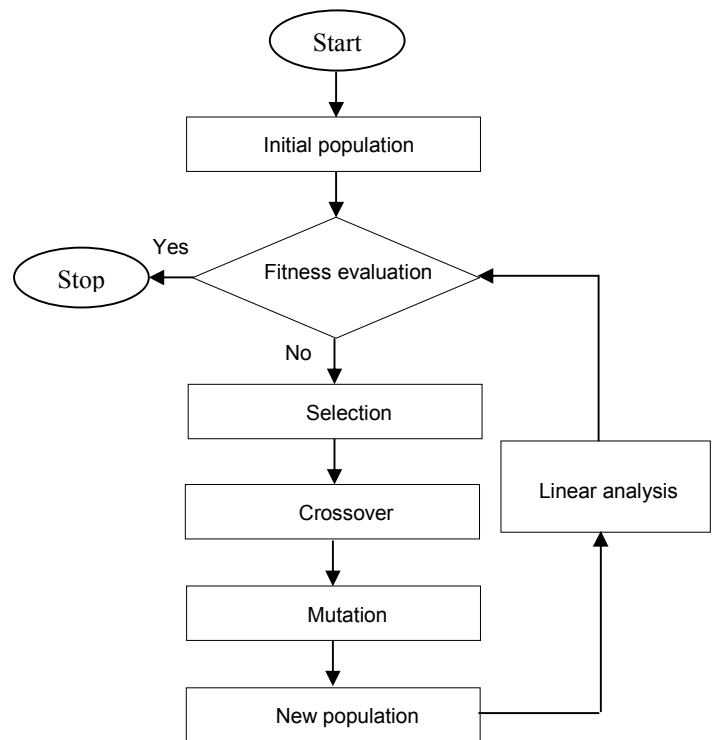 Start
Initial population
Yes
Fitness evaluation
Stop
No
Selection
Linear analysis
Crossover
Mutation
New population